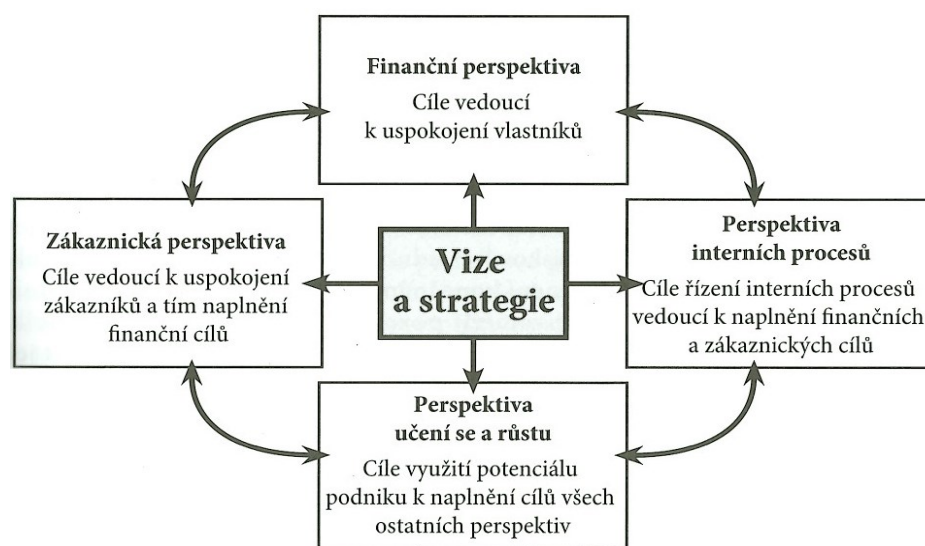 Finanční perspektiva
Cíle vedoucí
k uspokojení vlastníků
Zákaznická perspektiva
Cíle vedoucí k uspokojení
zákazníků a tím naplnění
finanční cílů
Vize
a strategie
Perspektiva
interních procesů
Cíle řízení interních procesů
vedoucí k naplnění finančních
a zákaznických cílů
Perspektiva
učení se a růstu
Cíle využití potenciálu
podniku k naplnění cílů všech
ostatních perspektiv